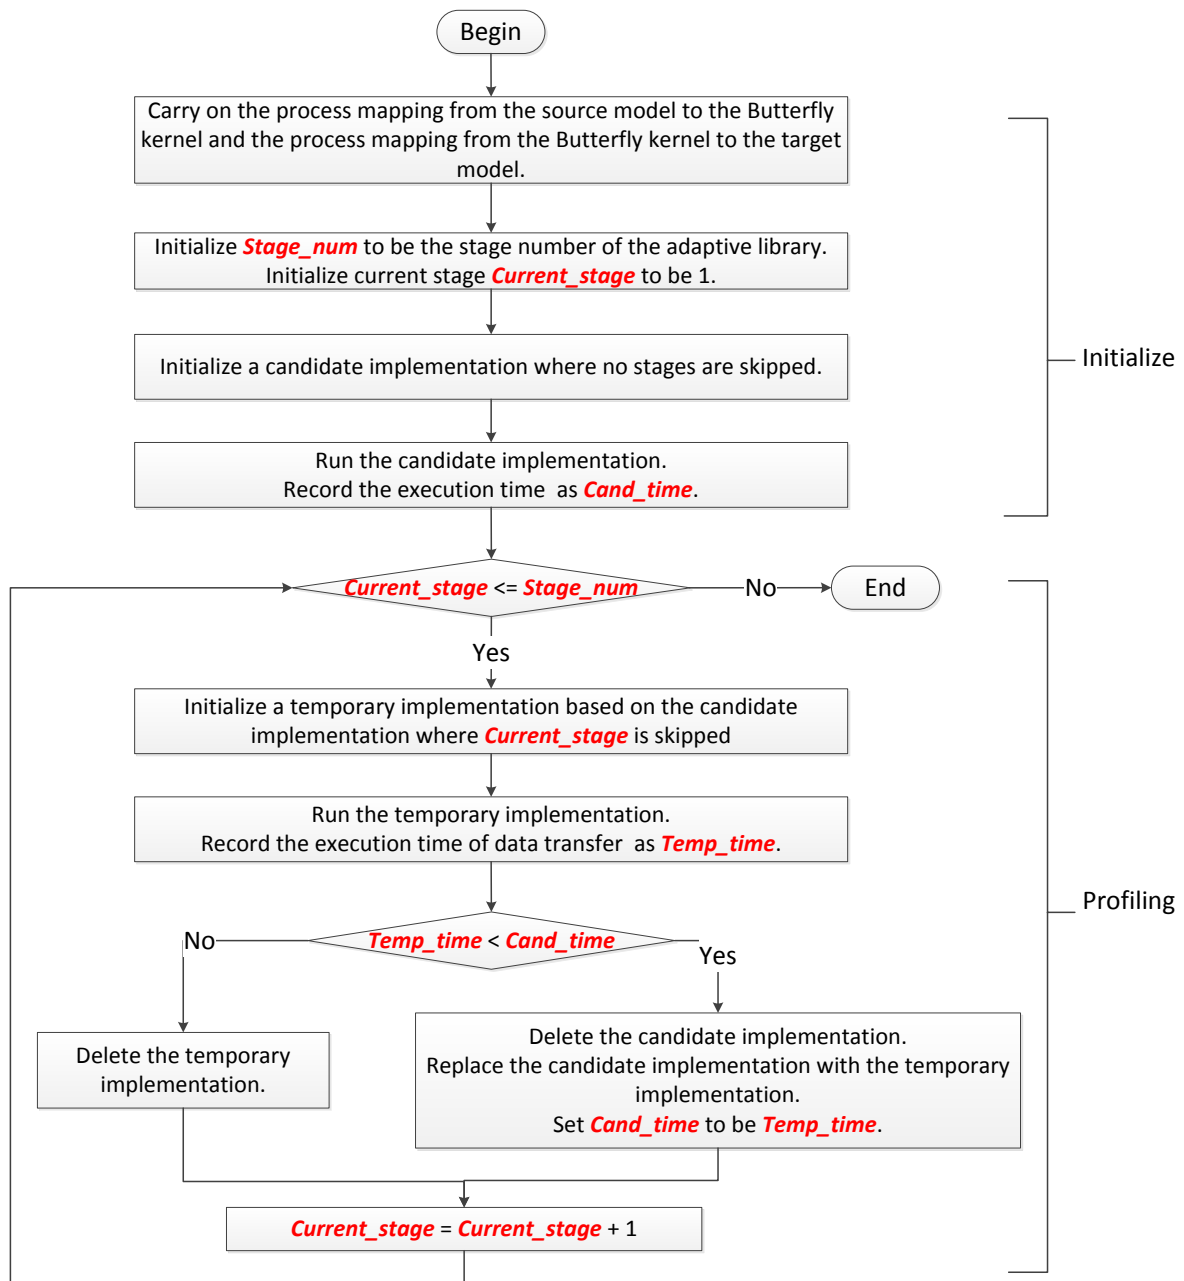 Begin
Carry on the process mapping from the source model to the Butterfly
kernel and the process mapping from the Butterfly kernel to the target
model.
Initialize Stage_num to be the stage number of the adaptive library.
Initialize current stage Current_stage to be 1.
Initialize a candidate implementation where no stages are skipped.
Initialize
Run the candidate implementation.
Record the execution time as Cand_time.
Current_stage <= Stage_num
No
End
Yes
Initialize a temporary implementation based on the candidate
implementation where Current_stage is skipped
Run the temporary implementation.
Record the execution time of data transfer as Temp_time.
Profiling
Temp_time < Cand_time
No
Yes
Delete the temporary
implementation.
Delete the candidate implementation.
Replace the candidate implementation with the temporary
implementation.
Set Cand_time to be Temp_time.
Current_stage = Current_stage + 1